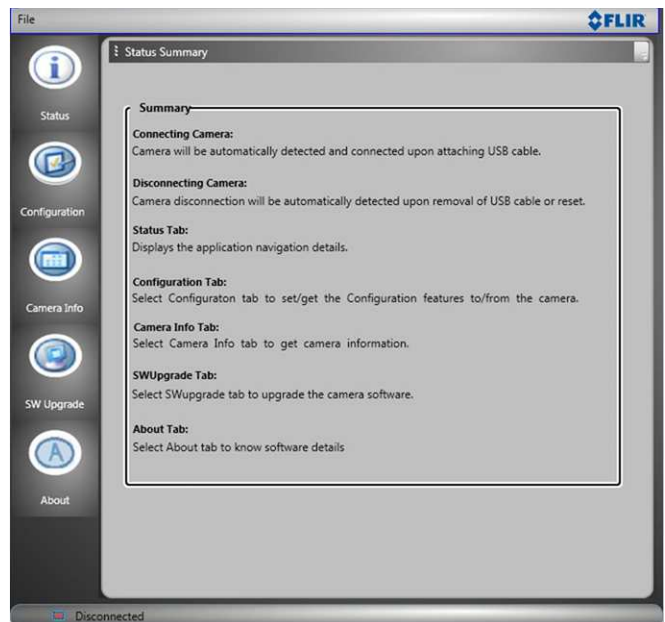 File
FLIR
Status Summary
Status
Configuration
Camera Info
SW Upgrade
A
About
Summary
Connecting Camera:
Camera will be automatically detected and connected upon attaching USB cable.
Disconnecting Camera:
Camera disconnection will be automatically detected upon removal of USB cable or reset.
Status Tab:
Displays the application navigation details.
Configuration Tab:
Select Configuraton tab to set/get the Configuration features to/from the camera.
Camera Info Tab:
Select Camera Info tab to get camera information.
SWUpgrade Tab:
Select SWupgrade tab to upgrade the camera software.
About Tab:
Select About tab to know software details
Disconnected